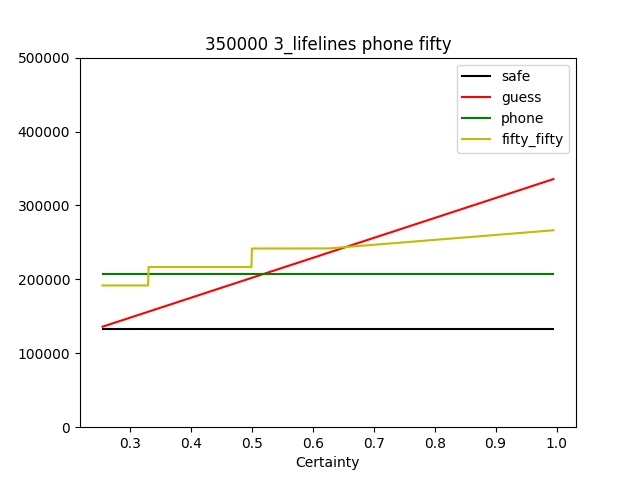 350000 3_lifelines phone fifty
500000
400000
300000
200000
100000
0
safe
guess
phone
fifty_fifty
0.3 0.4 0.5 0.6 0.7 0.8 0.9 1.0
Certainty